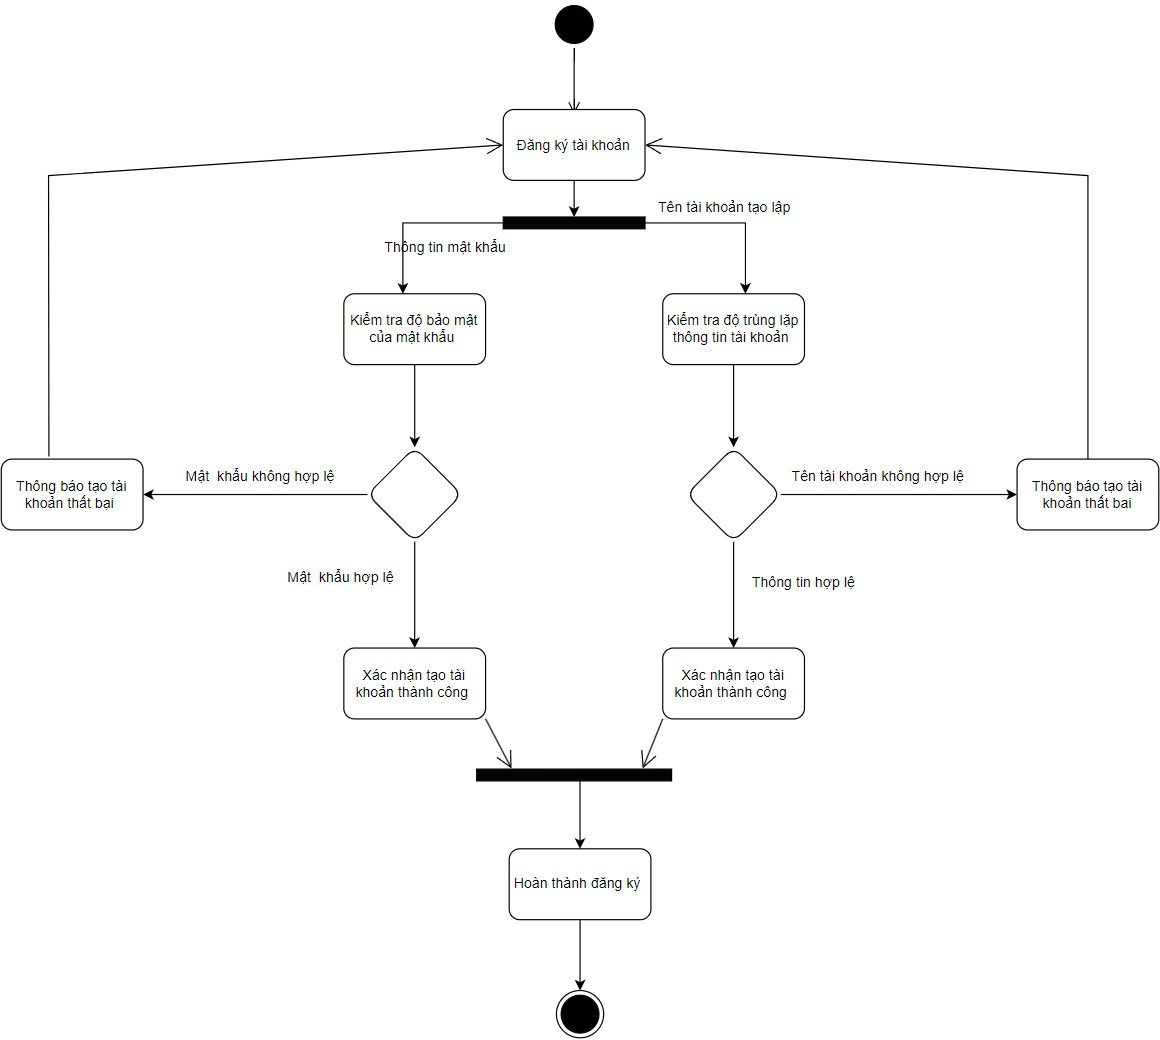 Đăng ký tài khoản
Tên tài khoản tạo lập
Thông tin mật khẩu
Kiểm tra độ bảo mật
của mật khẩu
Kiểm tra độ trùng lặp
thông tin tài khoản
Mật khẩu không hợp lệ
Tên tài khoản không hợp lệ
Thông báo tạo tài
khoản thất bại
Thông báo tạo tài
khoản thất bai
Mật khẩu hợp lệ
Thông tin hợp lệ
Xác nhận tạo tài
khoản thành công
Xác nhận tạo tài
khoản thành công
Hoàn thành đăng ký